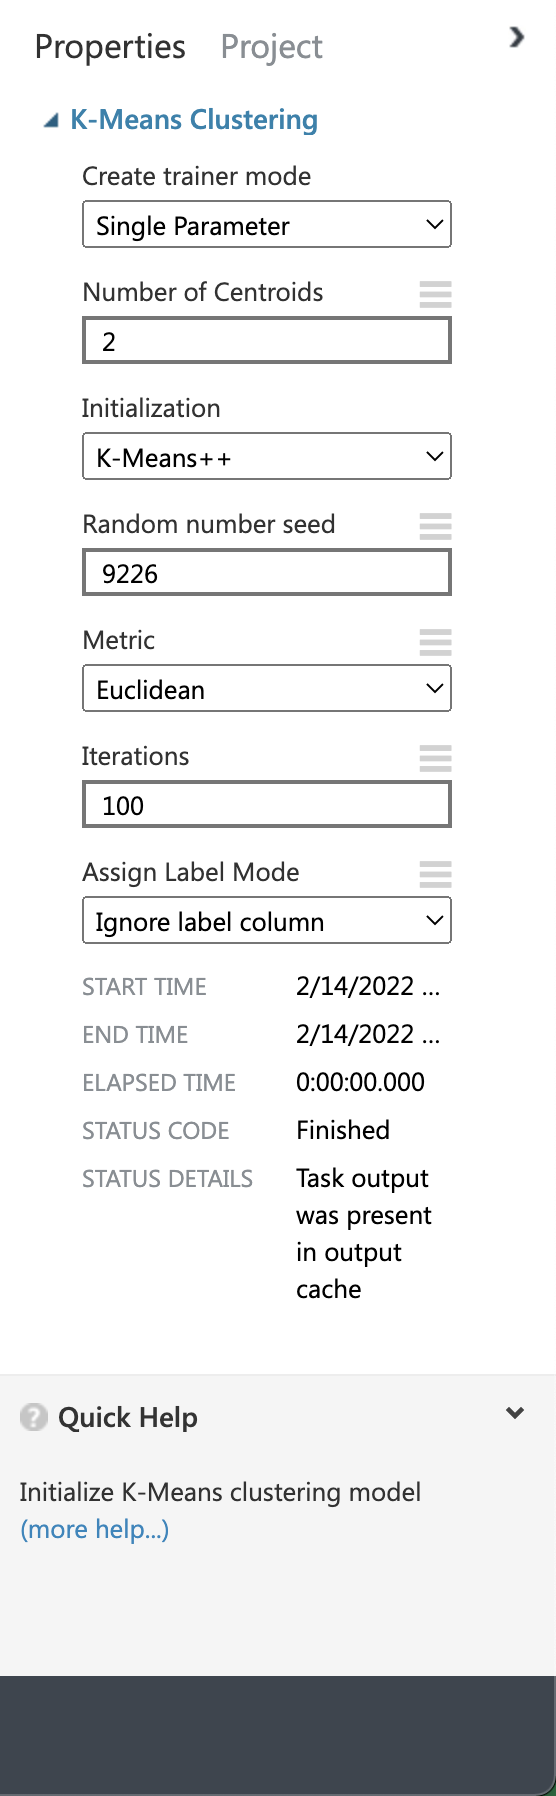 Properties Project
K-Means Clustering
Create trainer mode
Single Parameter
Number of Centroids
2
Initialization
K-Means++
Random number seed
9226
Metric
Euclidean
Iterations
100
Assign Label Mode
Ignore label column
START TIME 2/14/2022 ...
END TIME 2/14/2022 ...
ELAPSED TIME 0:00:00.000
STATUS CODE Finished
STATUS DETAILS Task output
was present
in output
cache
? Quick Help
Initialize K-Means clustering model
(more help...)